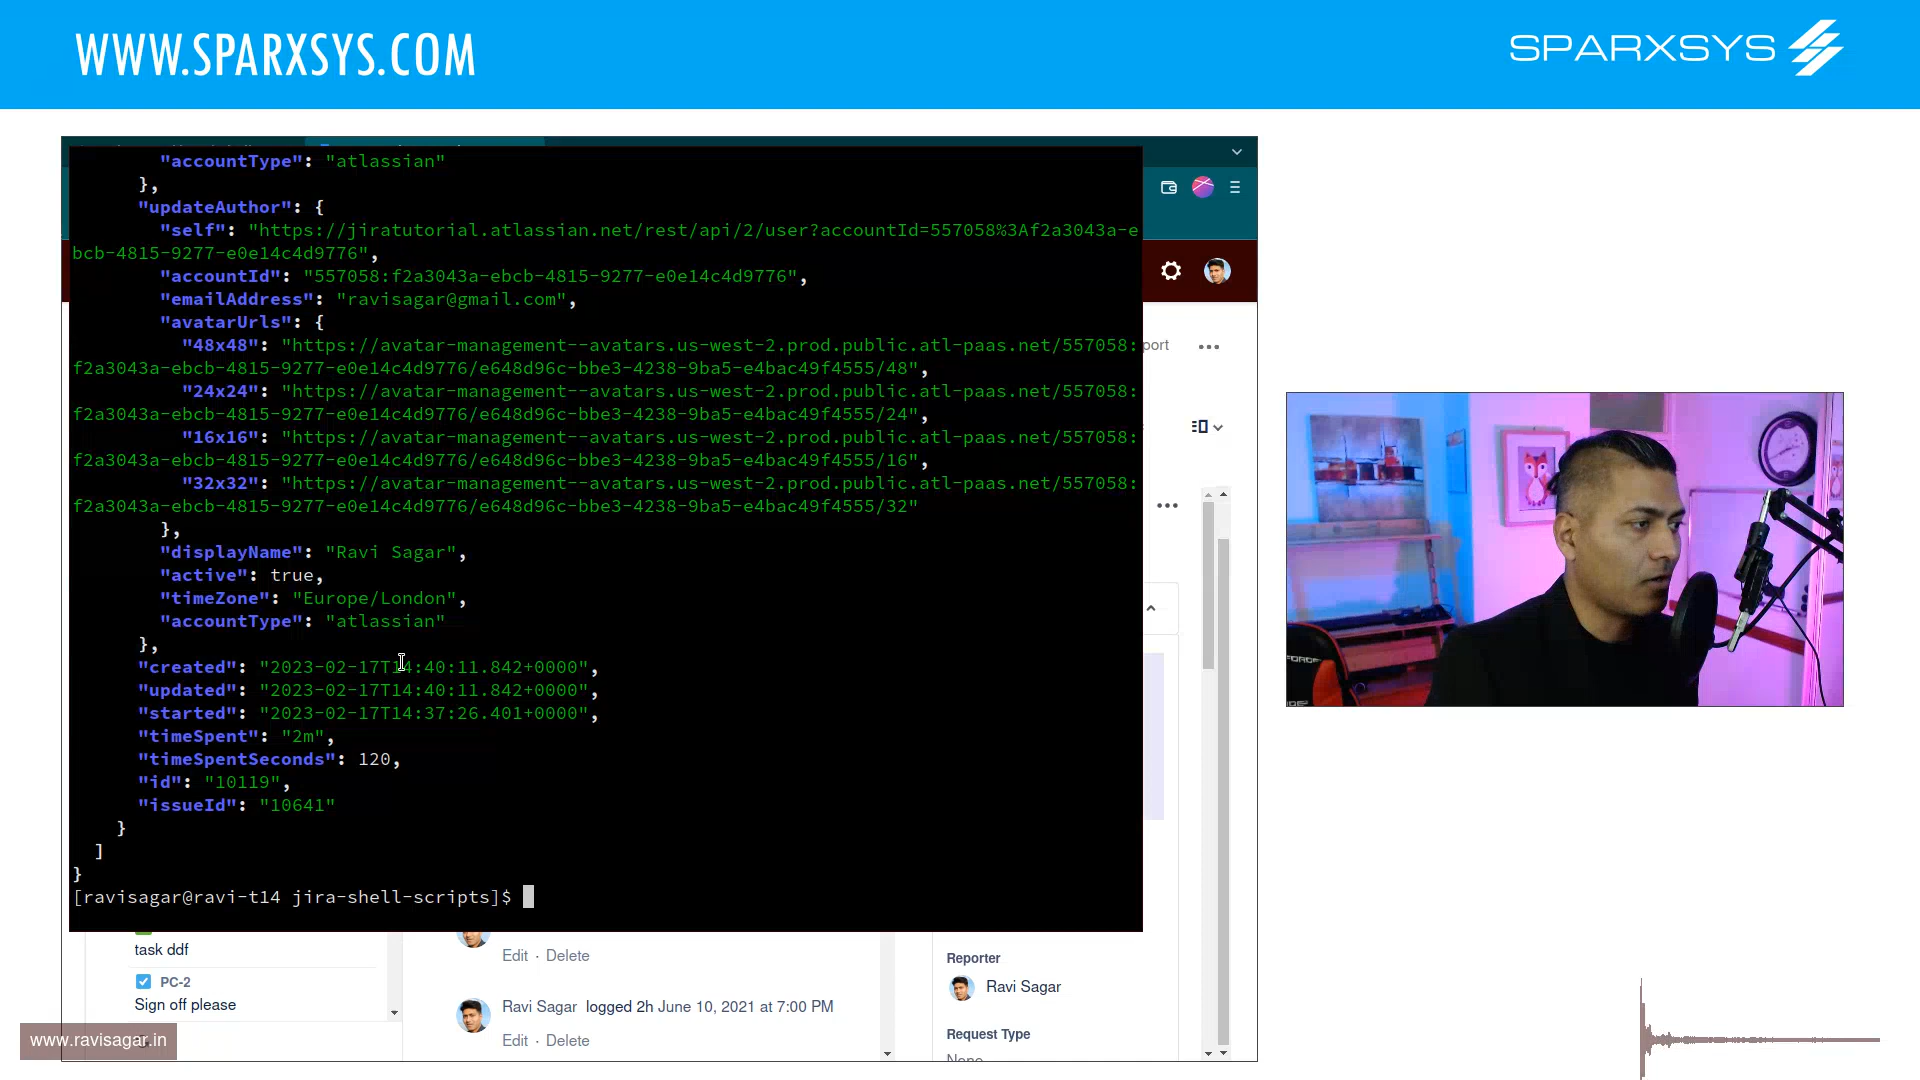 WWW.SPARXSYS.COM
SPARXSYS
"accountType": "atlassian"
},
"updateAuthor": {
"self": "https://jiratutorial.atlassian.net/rest/api/2/user?accountId=557058%3Af2a3043a-e
bcb-4815-9277-e0e14c4d9776",
"accountId": "557058:f2a3043a-ebcb-4815-9277-e0e14c4d9776",
"emailAddress": "ravisagar@gmail.com",
"avatarUrls": {
"48x48": "https://avatar-management--avatars.us-west-2.prod.public.atl-paas.net/557058:
f2a3043a-ebcb-4815-9277-e0e14c4d9776/e648d96c-bbe3-4238-9ba5-e4bac49f4555/48",
"24x24": "https://avatar-management--avatars.us-west-2.prod.public.atl-paas.net/557058:
f2a3043a-ebcb-4815-9277-e0e14c4d9776/e648d96c-bbe3-4238-9ba5-e4bac49f4555/24",
"16x16": "https://avatar-management--avatars.us-west-2.prod.public.atl-paas.net/557058:
f2a3043a-ebcb-4815-9277-e0e14c4d9776/e648d96c-bbe3-4238-9ba5-e4bac49f4555/16",
"32x32": "https://avatar-management--avatars.us-west-2.prod.public.atl-paas.net/557058:
f2a3043a-ebcb-4815-9277-e0e14c4d9776/e648d96c-bbe3-4238-9ba5-e4bac49f4555/32"
},
"displayName": "Ravi Sagar",
"active": true,
"timeZone": "Europe/London",
"accountType": "atlassian"
},
"created": "2023-02-17T14:40:11.842+0000",
"updated": "2023-02-17T14:40:11.842+0000",
"started": "2023-02-17T14:37:26.401+0000",
"timeSpent": "2m",
"timeSpentSeconds": 120,
"id": "10119",
"issueId": "10641"
}
]
}
[ravisagar@ravi-t14 jira-shell-scripts]$
port
task ddf
PC-2
Sign off please
Edit · Delete
Ravi Sagar logged 2h June 10, 2021 at 7:00 PM
Edit · Delete
Reporter
Ravi Sagar
Request Type
None
www.ravisagar.in